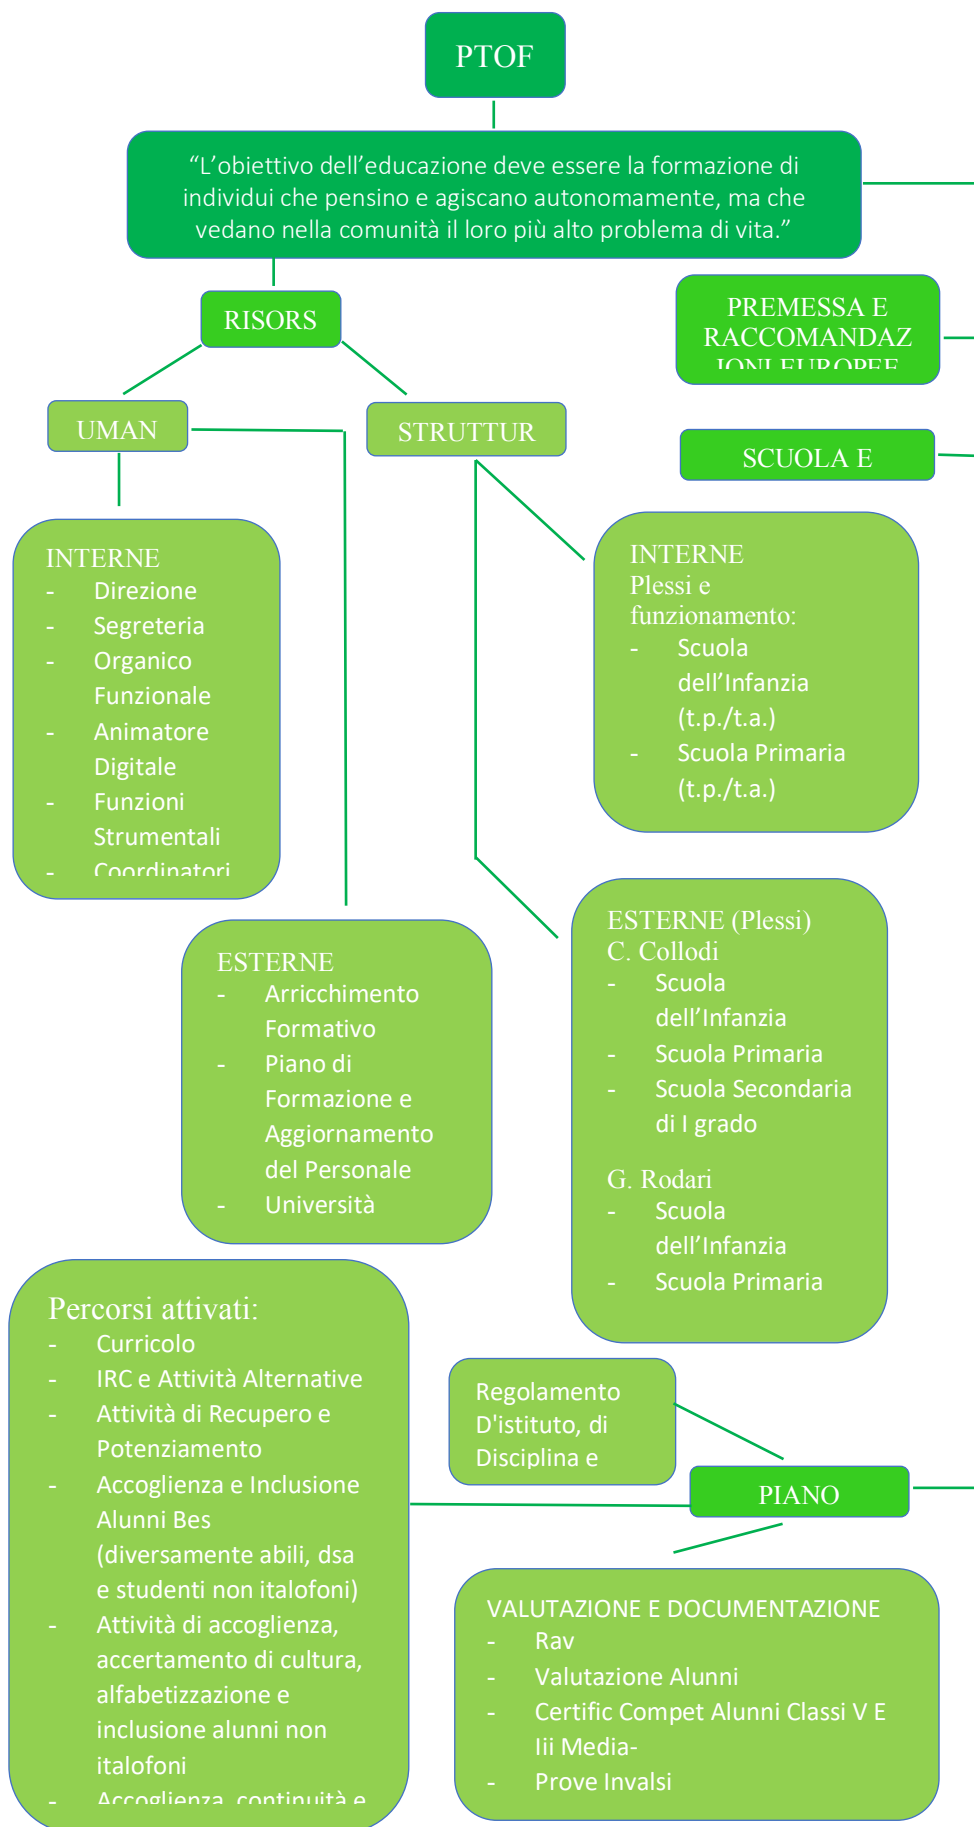 PTOF
“L’obiettivo dell’educazione deve essere la formazione di
individui che pensino e agiscano autonomamente, ma che
vedano nella comunità il loro più alto problema di vita.”
RISORS
PREMESSA E
RACCOMANDAZ
IONI EUROPEE
UMAN
STRUTTUR
SCUOLA E
INTERNE
- Direzione
- Segreteria
- Organico
Funzionale
- Animatore
Digitale
- Funzioni
Strumentali
- Coordinatori
INTERNE
Plessi e
funzionamento:
- Scuola
dell’Infanzia
(t.p./t.a.)
- Scuola Primaria
(t.p./t.a.)
ESTERNE
- Arricchimento
Formativo
- Piano di
Formazione e
Aggiornamento
del Personale
- Università
ESTERNE (Plessi)
C. Collodi
- Scuola
dell’Infanzia
- Scuola Primaria
- Scuola Secondaria
di I grado
G. Rodari
- Scuola
dell’Infanzia
- Scuola Primaria
Percorsi attivati:
- Curricolo
- IRC e Attività Alternative
- Attività di Recupero e
Potenziamento
- Accoglienza e Inclusione
Alunni Bes
(diversamente abili, dsa
e studenti non italofoni)
- Attività di accoglienza,
accertamento di cultura,
alfabetizzazione e
inclusione alunni non
italofoni
- Accoglienza, continuità e
Regolamento
D'istituto, di
Disciplina e
PIANO
VALUTAZIONE E DOCUMENTAZIONE
- Rav
- Valutazione Alunni
- Certific Compet Alunni Classi V E
Iii Media-
- Prove Invalsi